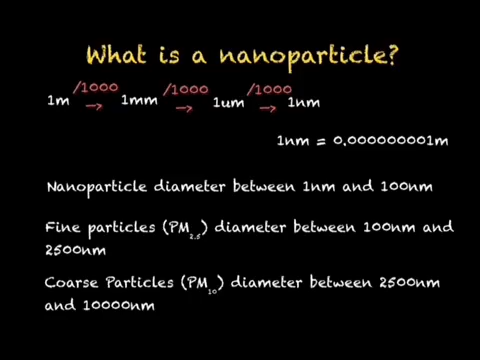 What is a nanoparticle?
/1000 /1000 /1000
1m → 1mm → 1um → 1nm
1nm = 0.000000001m
Nanoparticle diameter between 1nm and 100nm
Fine particles (PM2.5) diameter between 100nm and
2500nm
Coarse Particles (PM10) diameter between 2500nm
and 10000nm